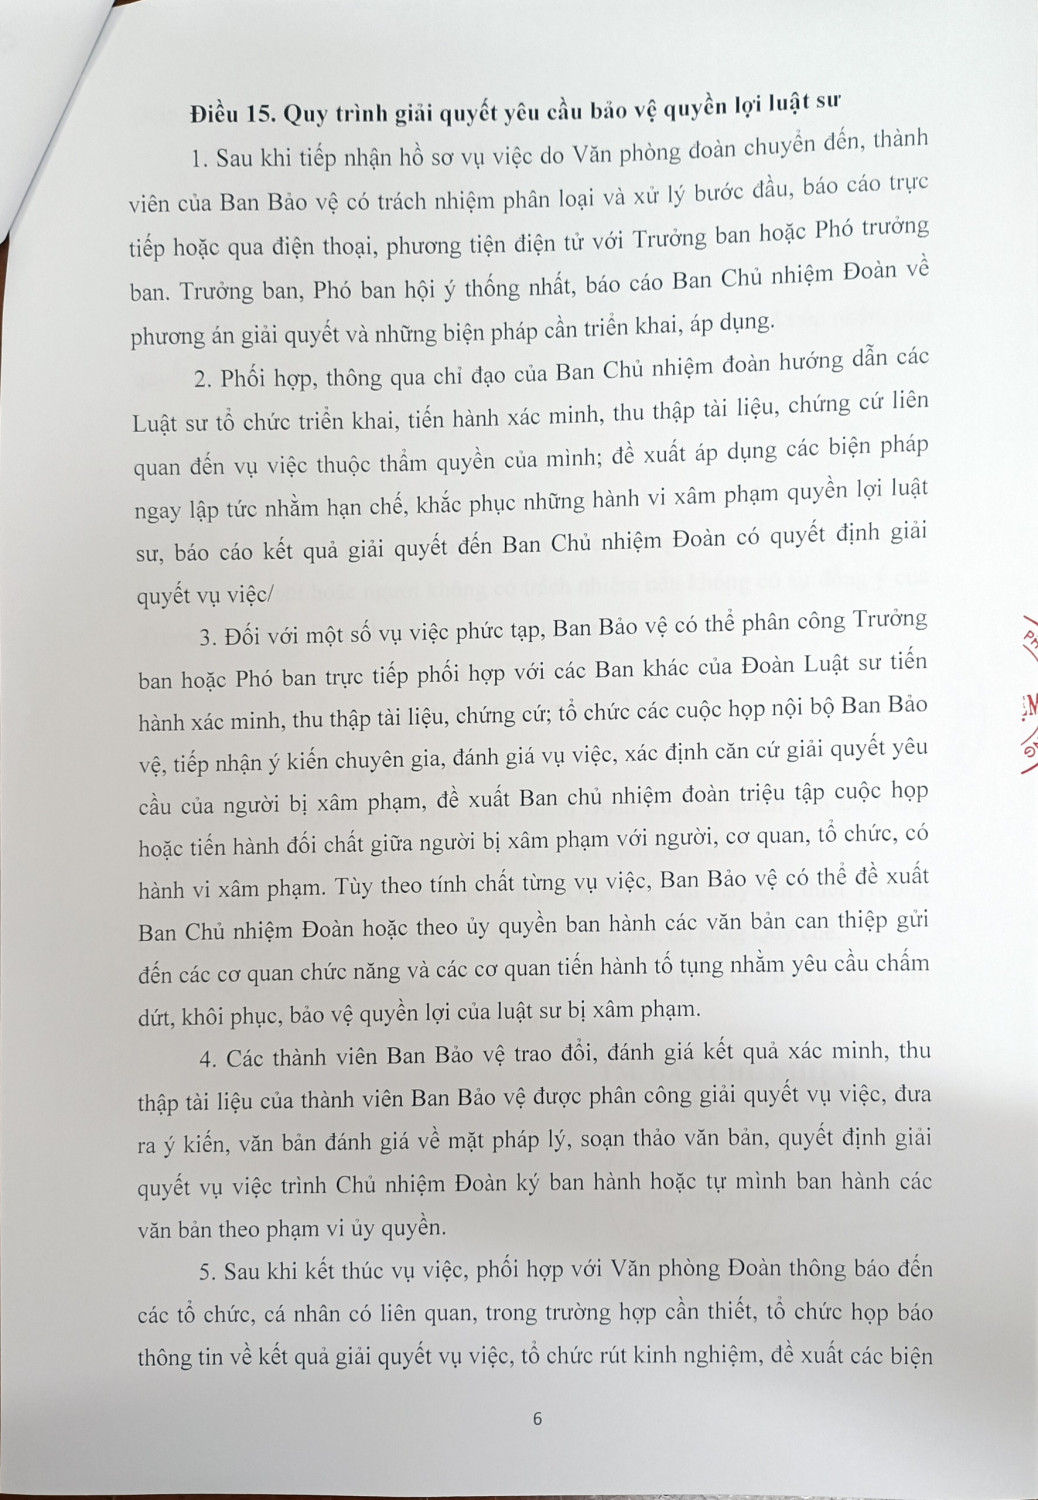 Điều 15. Quy trình giải quyết yêu cầu bảo vệ quyền lợi luật sư
1. Sau khi tiếp nhận hồ sơ vụ việc do Văn phòng đoàn chuyển đến, thành
viên của Ban Bảo vệ có trách nhiệm phân loại và xử lý bước đầu, báo cáo trực
tiếp hoặc qua điện thoại, phương tiện điện tử với Trưởng ban hoặc Phó trưởng
ban. Trưởng ban, Phó ban hội ý thống nhất, báo cáo Ban Chủ nhiệm Đoàn về
phương án giải quyết và những biện pháp cần triển khai, áp dụng.
2. Phối hợp, thông qua chỉ đạo của Ban Chủ nhiệm đoàn hướng dẫn các
Luật sư tổ chức triển khai, tiến hành xác minh, thu thập tài liệu, chứng cứ liên
quan đến vụ việc thuộc thẩm quyền của mình; đề xuất áp dụng các biện pháp
ngay lập tức nhằm hạn chế, khắc phục những hành vi xâm phạm quyền lợi luật
sư, báo cáo kết quả giải quyết đến Ban Chủ nhiệm Đoàn có quyết định giải
quyết vụ việc/
3. Đối với một số vụ việc phức tạp, Ban Bảo vệ có thể phân công Trưởng
ban hoặc Phó ban trực tiếp phối hợp với các Ban khác của Đoàn Luật sư tiến
hành xác minh, thu thập tài liệu, chứng cứ; tổ chức các cuộc họp nội bộ Ban Bảo
vệ, tiếp nhận ý kiến chuyên gia, đánh giá vụ việc, xác định căn cứ giải quyết yêu
cầu của người bị xâm phạm, đề xuất Ban chủ nhiệm đoàn triệu tập cuộc họp
hoặc tiến hành đối chất giữa người bị xâm phạm với người, cơ quan, tổ chức, có
hành vi xâm phạm. Tùy theo tính chất từng vụ việc, Ban Bảo vệ có thể đề xuất
Ban Chủ nhiệm Đoàn hoặc theo ủy quyền ban hành các văn bản can thiệp gửi
đến các cơ quan chức năng và các cơ quan tiến hành tố tụng nhằm yêu cầu chấm
dứt, khôi phục, bảo vệ quyền lợi của luật sư bị xâm phạm.
4. Các thành viên Ban Bảo vệ trao đổi, đánh giá kết quả xác minh, thu
thập tài liệu của thành viên Ban Bảo vệ được phân công giải quyết vụ việc, đưa
ra ý kiến, văn bản đánh giá về mặt pháp lý, soạn thảo văn bản, quyết định giải
quyết vụ việc trình Chủ nhiệm Đoàn ký ban hành hoặc tự mình ban hành các
văn bản theo phạm vi ủy quyền.
5. Sau khi kết thúc vụ việc, phối hợp với Văn phòng Đoàn thông báo đến
các tổ chức, cá nhân có liên quan, trong trường hợp cần thiết, tổ chức họp báo
thông tin về kết quả giải quyết vụ việc, tổ chức rút kinh nghiệm, đề xuất các biện
6